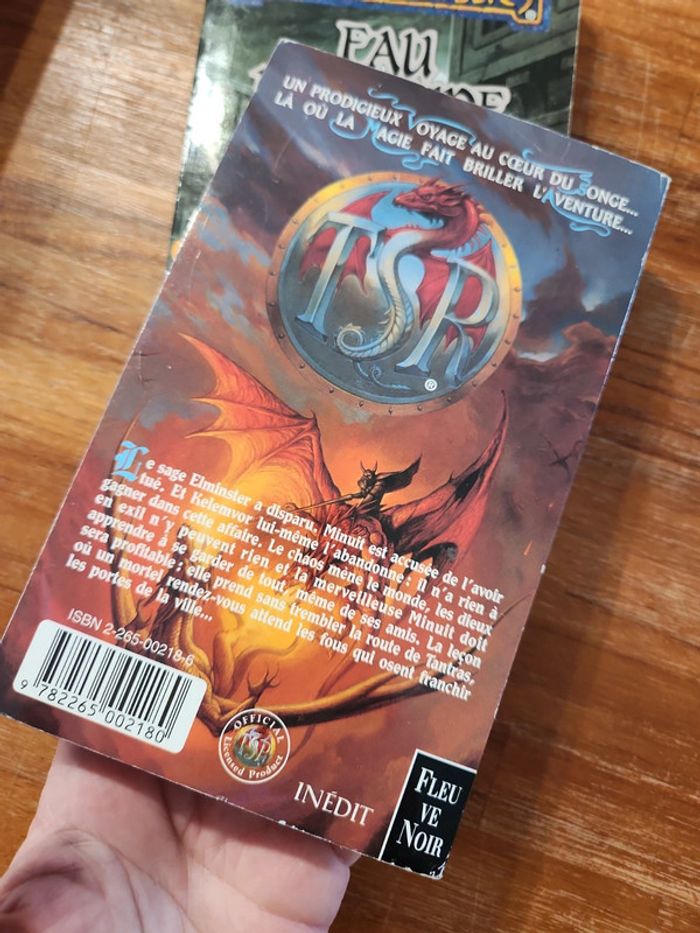 EAU
UN PRODIGIEUX VOYAGE AU CŒUR DU SONGE...
LÀ OÙ LA MAGIE FAIT BRILLER L'AVENTURE...
TSR
®
Le sage Elminster a disparu. Minuit est accusée de l'avoir
tué. Et Kelemvor lui-même l'abandonne : il n'a rien à
gagner dans cette affaire. Le chaos mène le monde, les dieux
en exil n'y peuvent rien et la merveilleuse Minuit doit
apprendre à se garder de tout, même de ses amis. La leçon
sera profitable : elle prend sans trembler la route de Tantras,
où un mortel rendez-vous attend les fous qui osent franchir
les portes de la ville...
ISBN 2-265-00218-6
9 782265 002180
OFFICIAL
TSR
Licensed Product
INÉDIT
FLEU
VE
NOIR